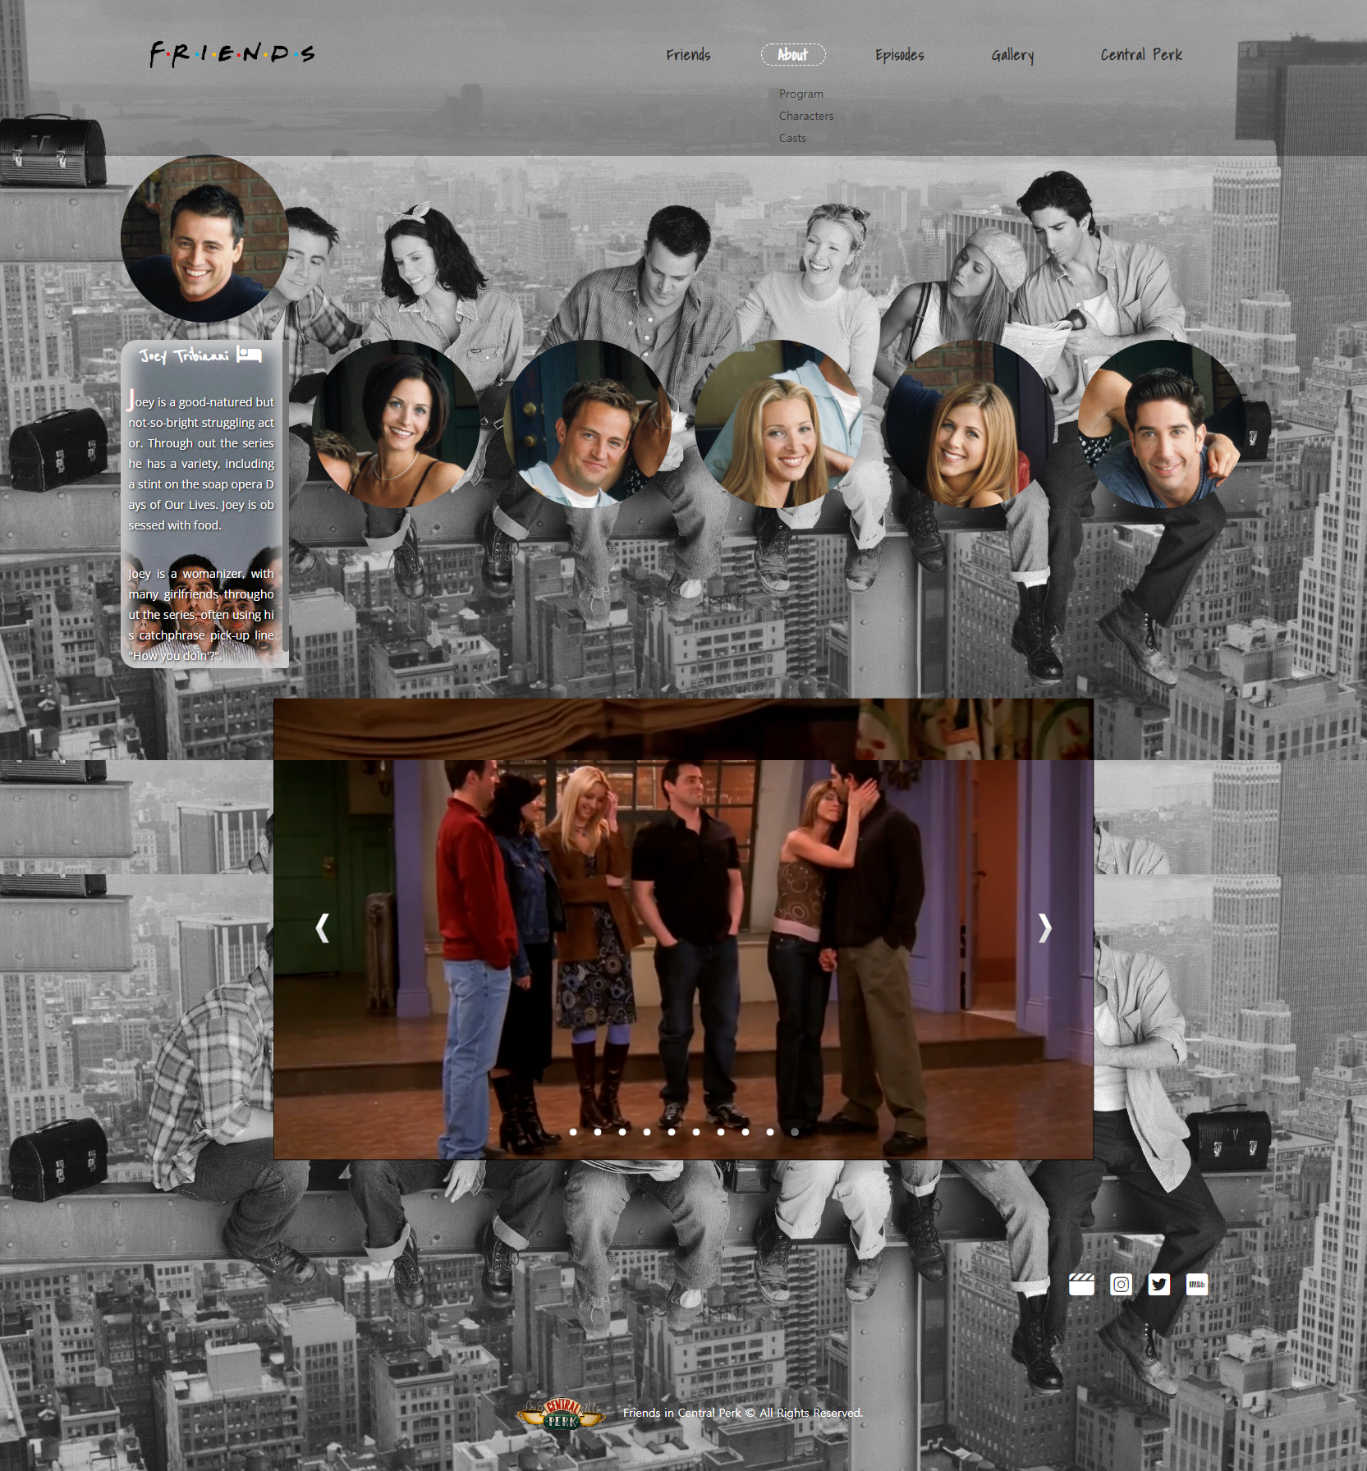 F·R·I·E·N·D·S
Friends
About
Episodes
Gallery
Central Perk
Program
Characters
Casts
Joey Tribianni
Joey is a good-natured but
not-so-bright struggling act
or. Through out the series
he has a variety, including
a stint on the soap opera D
ays of Our Lives. Joey is ob
sessed with food.
Joey is a womanizer, with
many girlfriends througho
ut the series, often using hi
s catchphrase pick-up line
"How you doin'?".
IMDb
CENTRAL
PERK
Friends in Central Perk © All Rights Reserved.